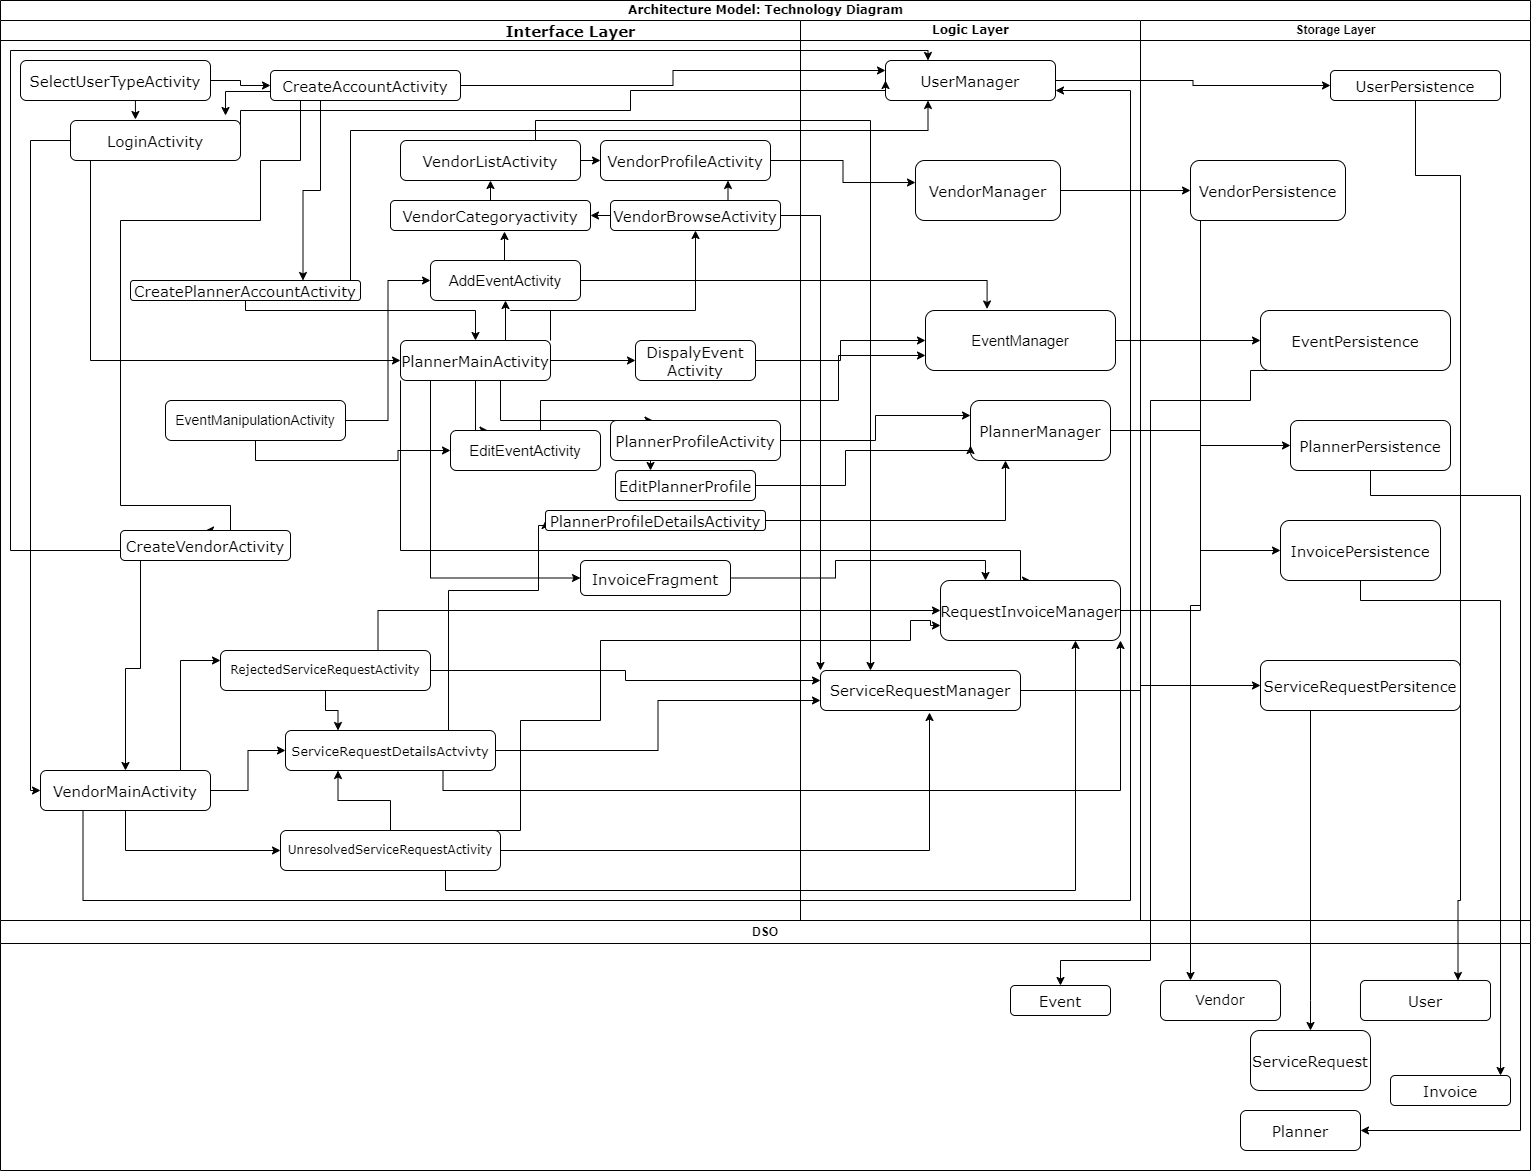 Architecture Model: Technology Diagram
Interface Layer
Logic Layer
Storage Layer
SelectUserTypeActivity
CreateAccountActivity
UserManager
UserPersistence
LoginActivity
VendorListActivity
VendorProfileActivity
VendorManager
VendorPersistence
VendorCategoryactivity
VendorBrowseActivity
AddEventActivity
CreatePlannerAccountActivity
EventManager
EventPersistence
PlannerMainActivity
DispalyEvent
Activity
EventManipulationActivity
EditEventActivity
PlannerProfileActivity
PlannerManager
PlannerPersistence
EditPlannerProfile
PlannerProfileDetailsActivity
CreateVendorActivity
InvoiceFragment
InvoicePersistence
RequestInvoiceManager
RejectedServiceRequestActivity
ServiceRequestManager
ServiceRequestPersitence
ServiceRequestDetailsActvivty
VendorMainActivity
UnresolvedServiceRequestActivity
DSO
Event
Vendor
User
ServiceRequest
Invoice
Planner